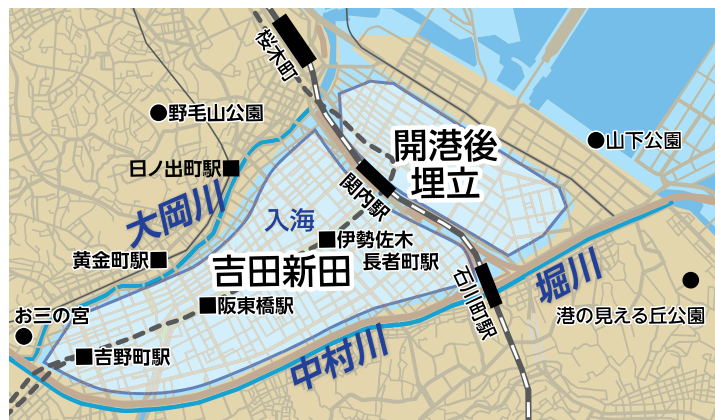 桜木町
野毛山公園
開港後
埋立
山下公園
日ノ出町駅
関内駅
大岡川
入海
伊勢佐木
長者町駅
黄金町駅
吉田新田
石川町駅
堀川
阪東橋駅
お三の宮
港の見える丘公園
吉野町駅
中村川